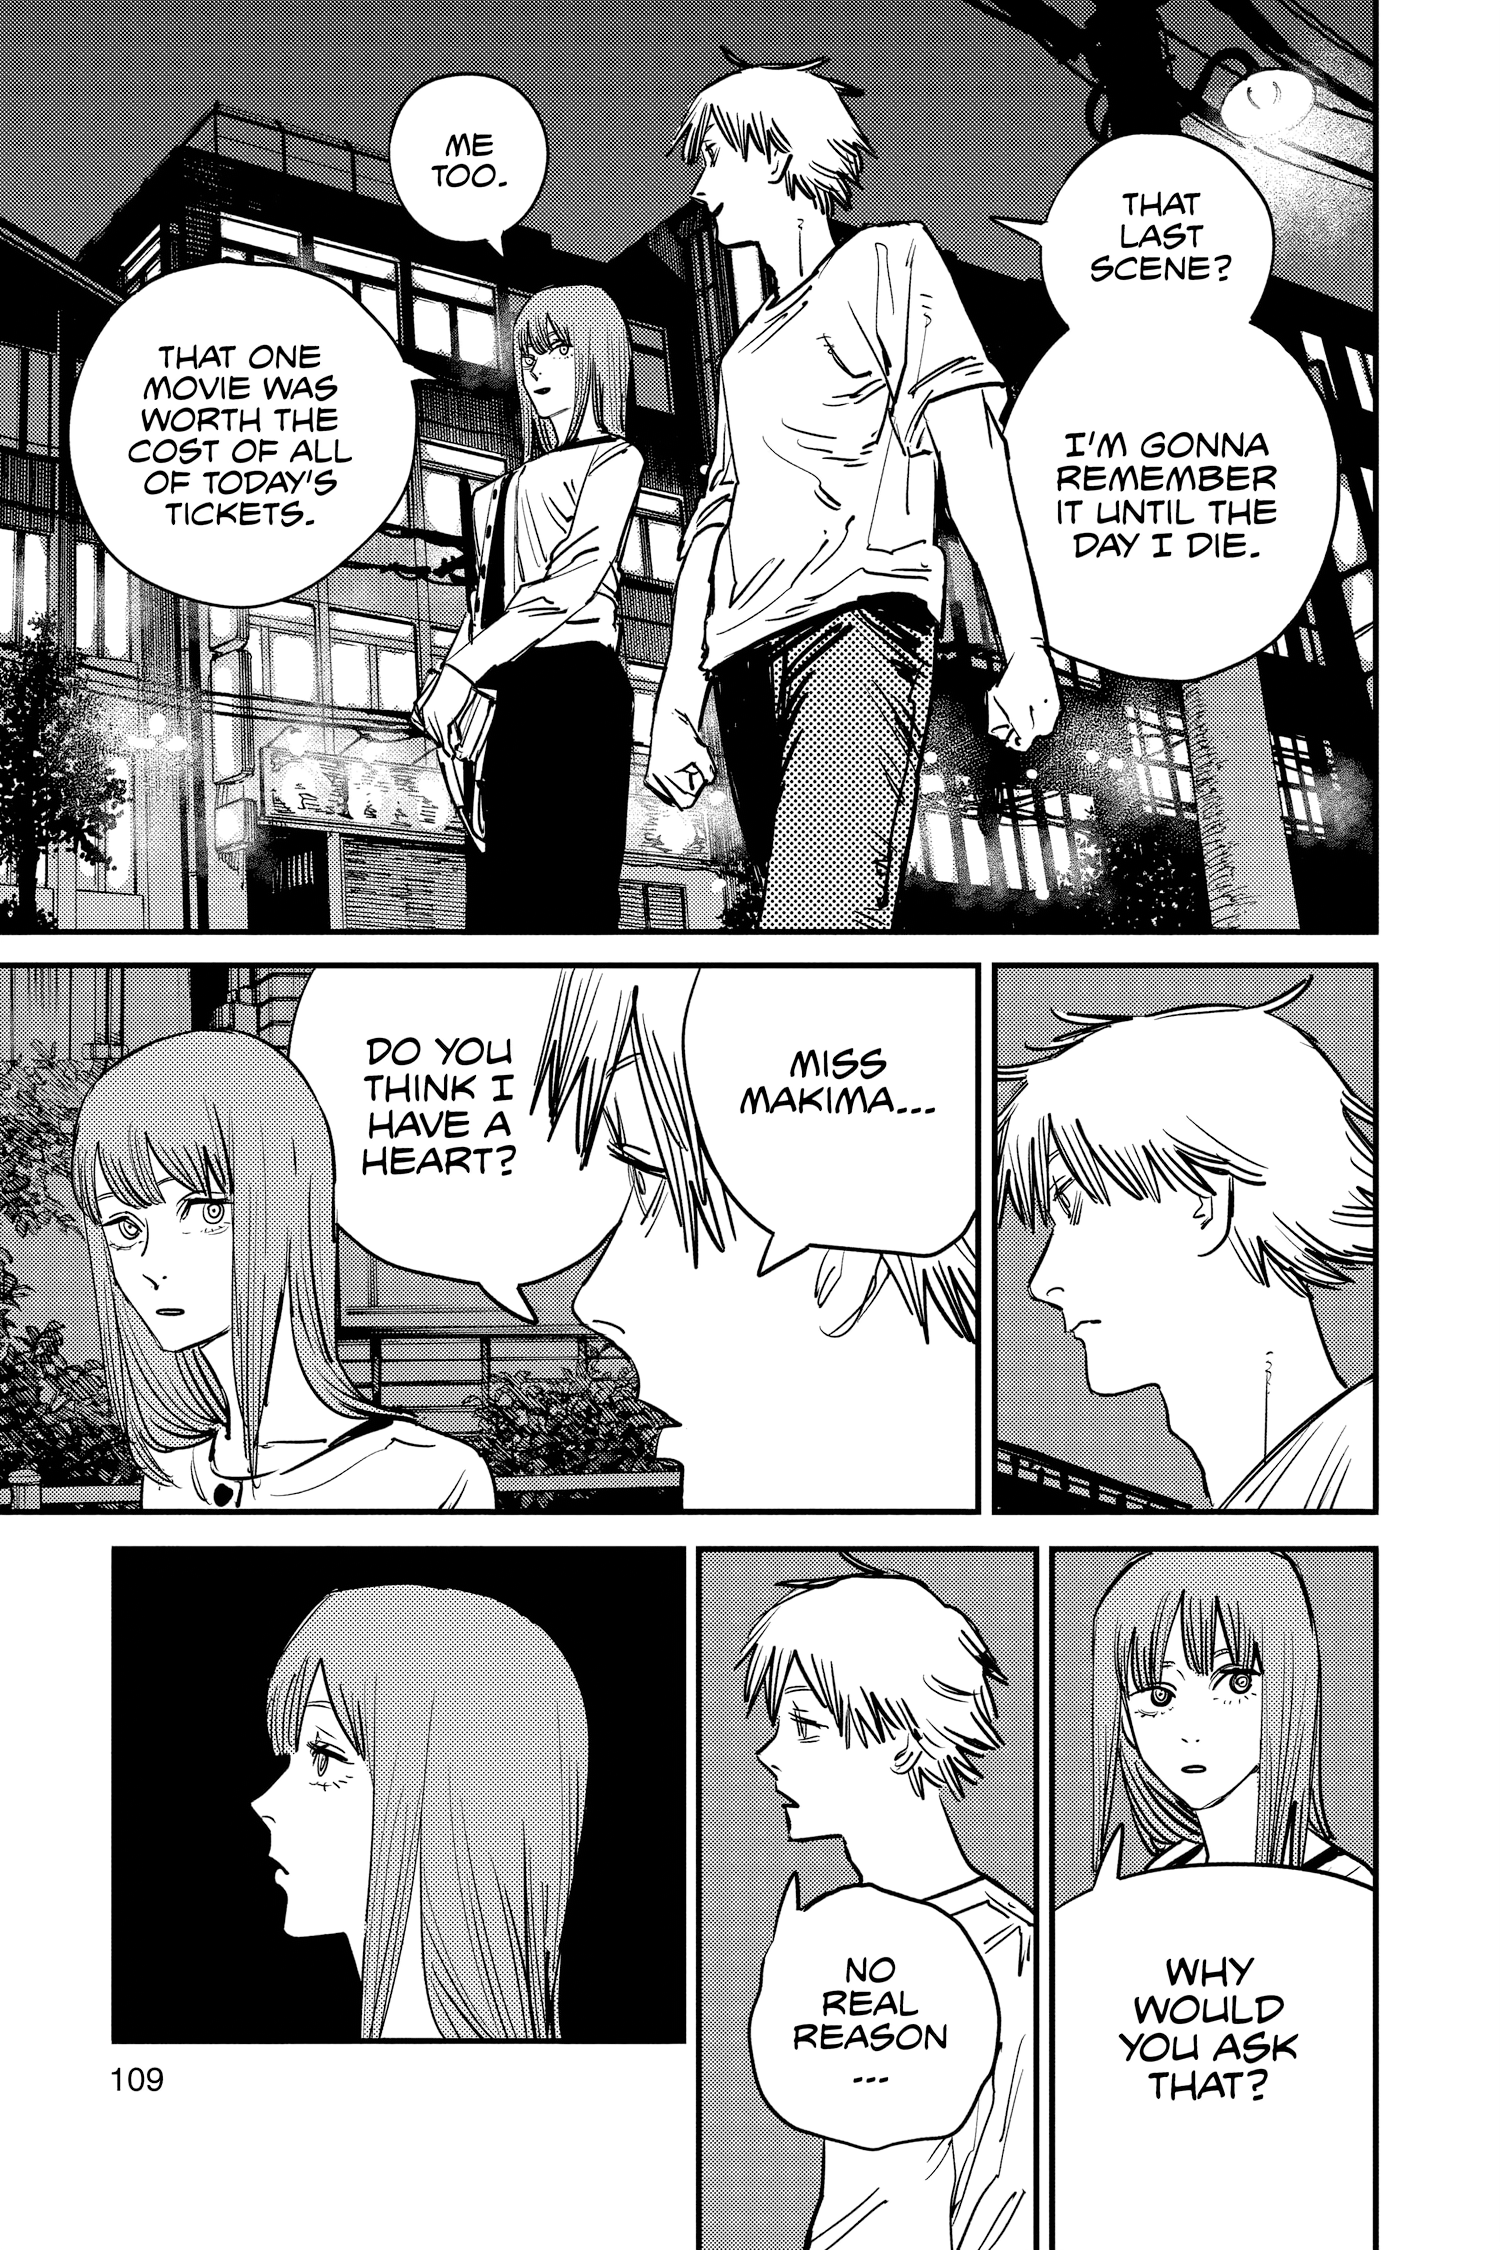 THAT
LAST
SCENE?
I'M GONNA
REMEMBER
IT UNTIL THE
DAY I DIE.
ME
TOO.
THAT ONE
MOVIE WAS
WORTH THE
COST OF ALL
OF TODAY'S
TICKETS.
MISS
MAKIMA...
DO YOU
THINK I
HAVE A
HEART?
WHY
WOULD
YOU ASK
THAT?
NO
REAL
REASON
...
109